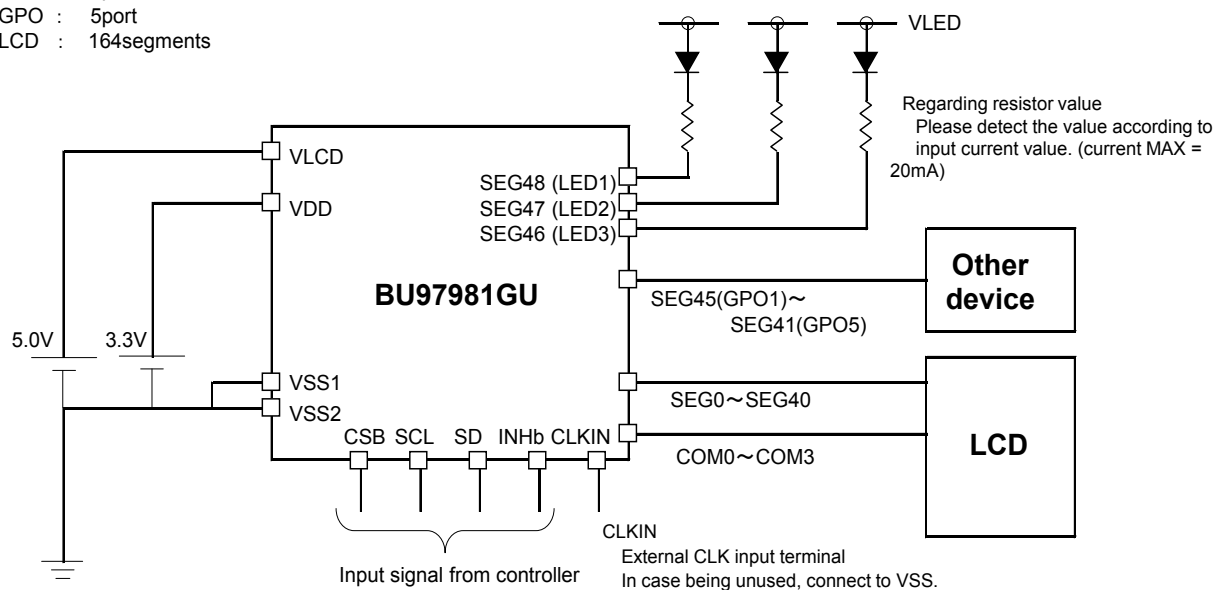 GPO : 5port
LCD : 164segments
VLED
Regarding resistor value
Please detect the value according to
input current value. (current MAX =
20mA)
VLCD
VDD
SEG48 (LED1)
SEG47 (LED2)
SEG46 (LED3)
BU97981GU
SEG45(GPO1)～
SEG41(GPO5)
Other
device
5.0V
3.3V
VSS1
VSS2
SEG0～SEG40
COM0～COM3
LCD
CSB SCL SD INHb CLKIN
CLKIN
External CLK input terminal
In case being unused, connect to VSS.
Input signal from controller